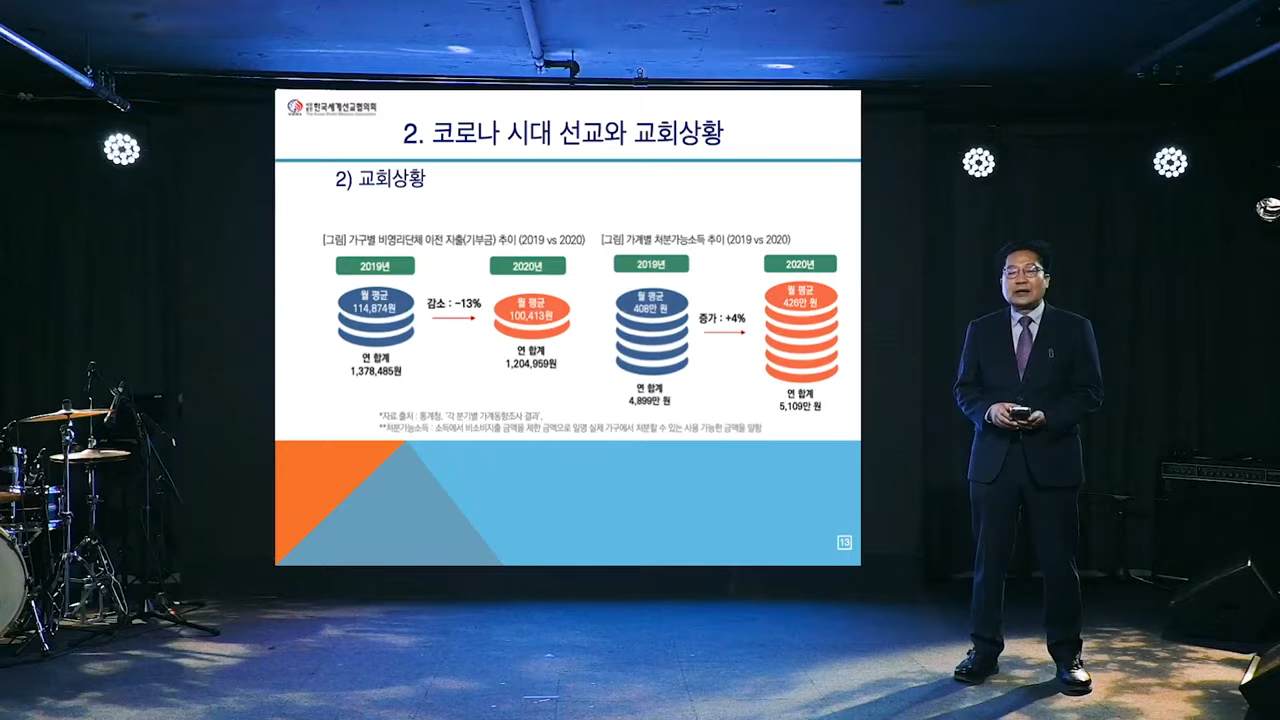 한국세계선교협의회
2. 코로나 시대 선교와 교회상황
2) 교회상황
[그림] 가구별 비영리단체 이전 지출(기부금) 추이 (2019 vs 2020)
[그림] 가계별 처분가능소득 추이 (2019 vs 2020)
2019년
2020년
2019년
2020년
월 평균
114,874원
감소 : -13%
월 평균
100,413원
월 평균
408만 원
증가 : +4%
월 평균
426만 원
연 합계
1,378,485원
연 합계
1,204,959원
연 합계
4,899만 원
연 합계
5,109만 원
*자료 출처 : 통계청, '각 분기별 가계동향조사 결과',
**처분가능소득 : 소득에서 비소비지출 금액을 제한 금액으로 일명 실제 가구에서 처분할 수 있는 사용 가능한 금액을 말함
13